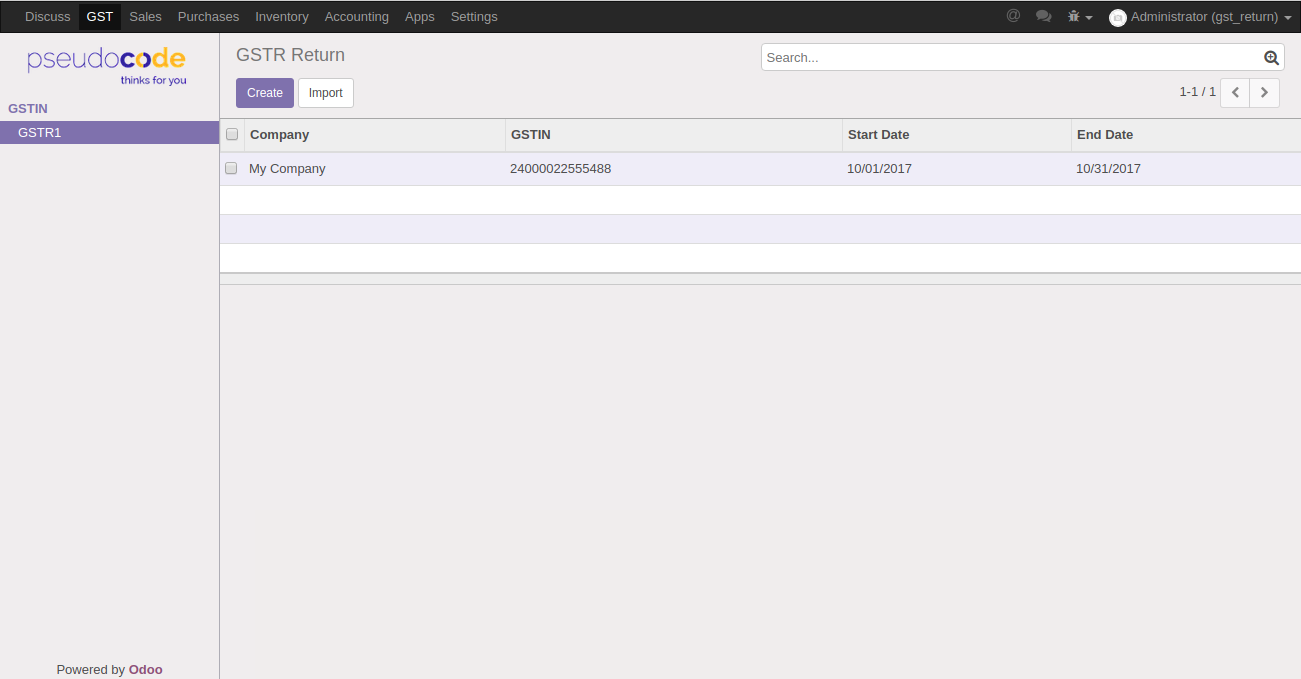 Discuss GST Sales Purchases Inventory Accounting Apps Settings @ Administrator (gst_return)
pseudocode
thinks for you
GSTIN
GSTR1
GSTR Return
Search...
Create Import
1-1 / 1
Company GSTIN Start Date End Date
My Company 24000022555488 10/01/2017 10/31/2017
Powered by Odoo